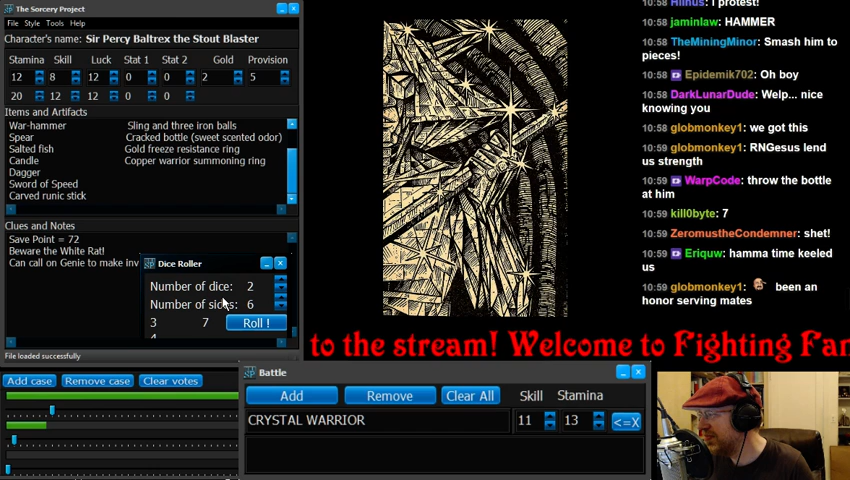 The Sorcery Project
File Style Tools Help
Character's name: Sir Percy Baltrex the Stout Blaster
Stamina Skill Luck Stat 1 Stat 2 Gold Provision
12 8 12 0 0 2 5
20 12 12 0 0
Items and Artifacts
War-hammer Sling and three iron balls
Spear Cracked bottle (sweet scented odor)
Salted fish Gold freeze resistance ring
Candle Copper warrior summoning ring
Dagger
Sword of Speed
Carved runic stick
Clues and Notes
Save Point = 72
Beware the White Rat!
Can call on Genie to make inv
Dice Roller
Number of dice: 2
Number of sides: 6
3 7 Roll !
4
File loaded successfully
Add case Remove case Clear votes
to the stream! Welcome to Fighting Fan
Battle
Add Remove Clear All Skill Stamina
CRYSTAL WARRIOR 11 13 <=X
I protest!
10:58 jaminlaw: HAMMER
10:58 TheMiningMinor: Smash him to
pieces!
10:58 Epidemik702: Oh boy
10:58 DarkLunarDude: Welp... nice
knowing you
10:58 globmonkey1: we got this
10:59 globmonkey1: RNGesus lend
us strength
10:59 WarpCode: throw the bottle
at him
10:59 kill0byte: 7
10:59 ZeromustheCondemner: shet!
10:59 Eriquw: hamma time keeled
us
10:59 globmonkey1: been an
honor serving mates